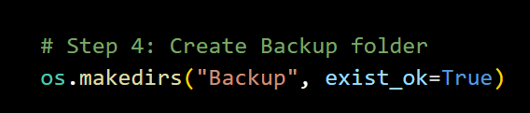 # Step 4: Create Backup folder
os.makedirs("Backup", exist_ok=True)